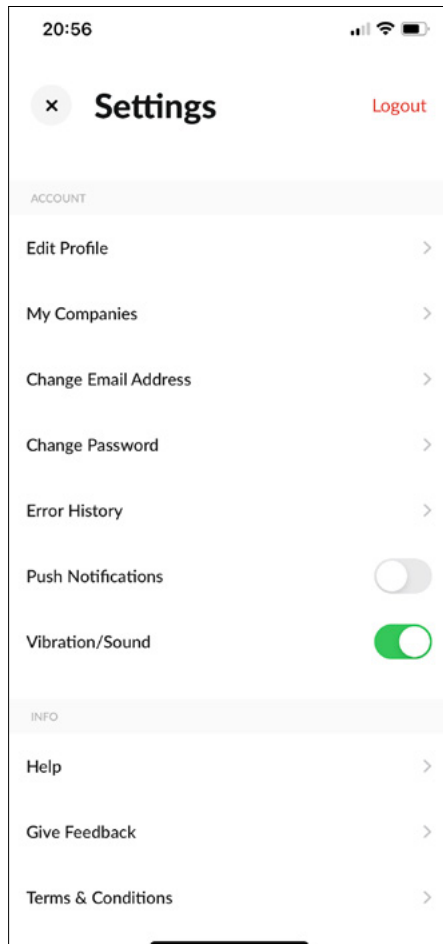 20:56
Settings
Logout
ACCOUNT
Edit Profile
My Companies
Change Email Address
Change Password
Error History
Push Notifications
Vibration/Sound
INFO
Help
Give Feedback
Terms & Conditions